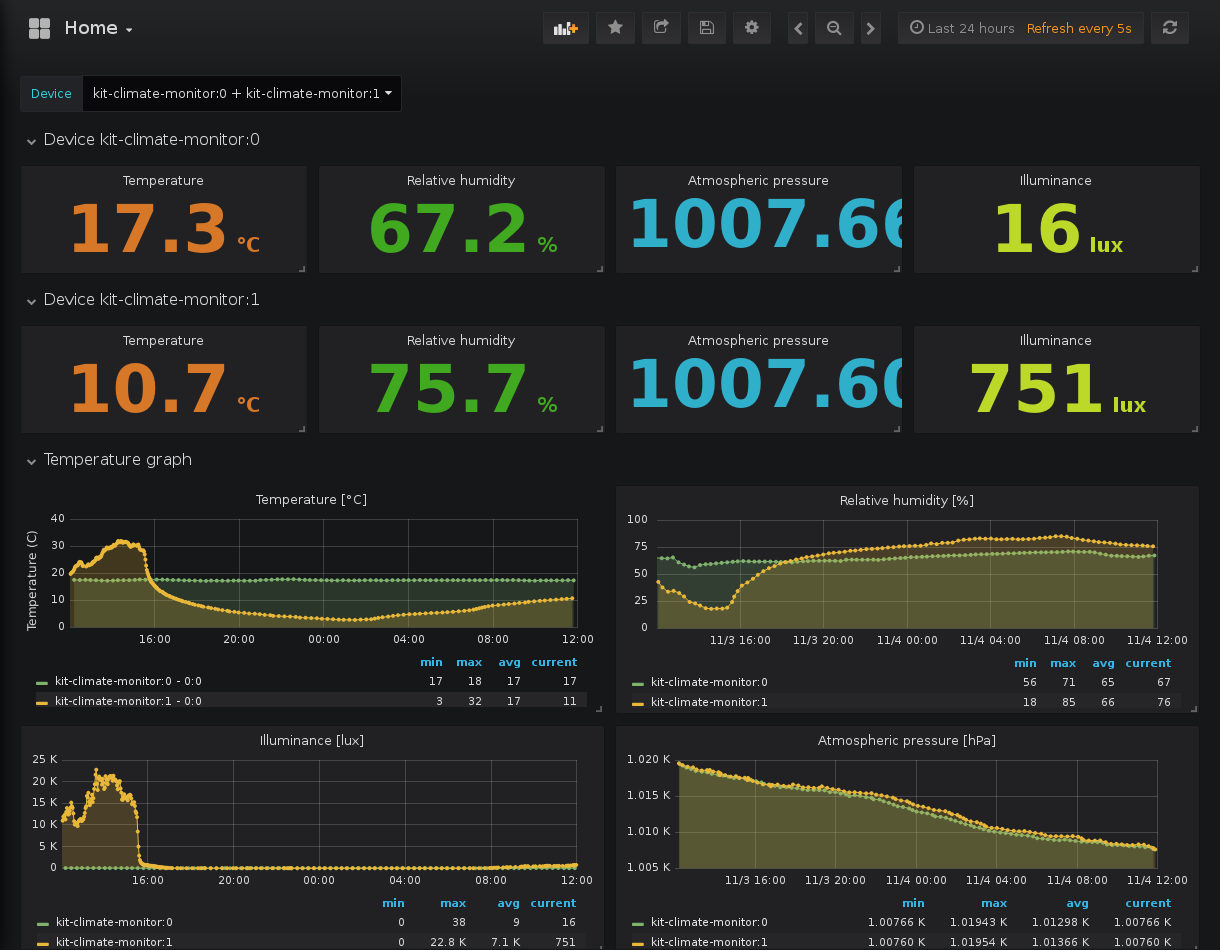 Home
Last 24 hours Refresh every 5s
Device kit-climate-monitor:0 + kit-climate-monitor:1
Device kit-climate-monitor:0
Temperature Relative humidity Atmospheric pressure Illuminance
17.3 °C 67.2 % 1007.66 16 lux
Device kit-climate-monitor:1
Temperature Relative humidity Atmospheric pressure Illuminance
10.7 °C 75.7 % 1007.60 751 lux
Temperature graph
Temperature [°C]
Temperature (C)
40
30
20
10
0
16:00 20:00 00:00 04:00 08:00 12:00
min max avg current
kit-climate-monitor:0 - 0:0 17 18 17 17
kit-climate-monitor:1 - 0:0 3 32 17 11
Relative humidity [%]
100
75
50
25
0
11/3 16:00 11/3 20:00 11/4 00:00 11/4 04:00 11/4 08:00 11/4 12:00
min max avg current
kit-climate-monitor:0 56 71 65 67
kit-climate-monitor:1 18 85 66 76
Illuminance [lux]
25 K
20 K
15 K
10 K
5 K
0
16:00 20:00 00:00 04:00 08:00 12:00
min max avg current
kit-climate-monitor:0 0 38 9 16
kit-climate-monitor:1 0 22.8 K 7.1 K 751
Atmospheric pressure [hPa]
1.020 K
1.015 K
1.010 K
1.005 K
11/3 16:00 11/3 20:00 11/4 00:00 11/4 04:00 11/4 08:00 11/4 12:00
min max avg current
kit-climate-monitor:0 1.00766 K 1.01943 K 1.01298 K 1.00766 K
kit-climate-monitor:1 1.00760 K 1.01954 K 1.01366 K 1.00760 K